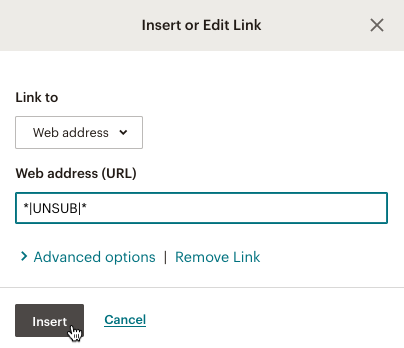 Insert or Edit Link
Link to
Web address
Web address (URL)
*|UNSUB|*
Advanced options | Remove Link
Insert Cancel